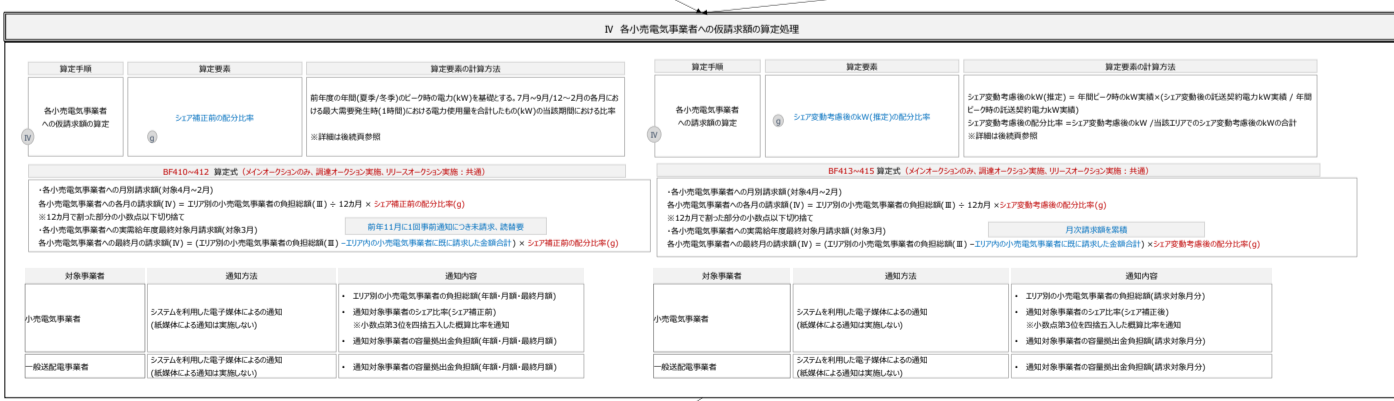 Ⅳ 各小売電気事業者への仮請求額の算定処理
算定手順
算定要素
算定要素の計算方法
各小売電気事業者
への仮請求額の算定
Ⅳ
シェア補正前の配分比率
g
前年度の年間(夏季/冬季)のピーク時の電力(kW)を基礎とする。7月~9月/12~2月の各月にお
ける最大需要発生時(1時間)における電力使用量を合計したもの(kW)の当該期間における比率
※詳細は後続頁参照
BF410~412 算定式（メインオークションのみ、調達オークション実施、リリースオークション実施：共通）
・各小売電気事業者への月別請求額(対象4月~2月)
各小売電気事業者への各月の請求額(Ⅳ) = エリア別の小売電気事業者の負担総額(Ⅲ) ÷ 12カ月 × シェア補正前の配分比率(g)
※12カ月で割った部分の小数点以下切り捨て
・各小売電気事業者への実需給年度最終対象月請求額(対象3月)
前年11月に1回事前通知につき未請求、読替要
各小売電気事業者への最終月の請求額(Ⅳ) = (エリア別の小売電気事業者の負担総額(Ⅲ) −エリア内の小売電気事業者に既に請求した金額合計) × シェア補正前の配分比率(g)
対象事業者
通知方法
通知内容
小売電気事業者
システムを利用した電子媒体による通知
(紙媒体による通知は実施しない)
• エリア別の小売電気事業者の負担総額(年額・月額・最終月額)
• 通知対象事業者のシェア比率(シェア補正前)
※小数点第3位を四捨五入した概算比率を通知
• 通知対象事業者の容量拠出金負担額(年額・月額・最終月額)
一般送配電事業者
システムを利用した電子媒体による通知
(紙媒体による通知は実施しない)
• 通知対象事業者の容量拠出金負担額(年額・月額・最終月額)
算定手順
算定要素
算定要素の計算方法
各小売電気事業者
への請求額の算定
Ⅳ
g
シェア変動考慮後のkW(推定)の配分比率
シェア変動考慮後のkW(推定) = 年間ピーク時のkW実績×(シェア変動後の託送契約電力kW実績 / 年間
ピーク時の託送契約電力kW実績)
シェア変動考慮後の配分比率 =シェア変動考慮後のkW /当該エリアでのシェア変動考慮後のkWの合計
※詳細は後続頁参照
BF413~415 算定式（メインオークションのみ、調達オークション実施、リリースオークション実施：共通）
・各小売電気事業者への月別請求額(対象4月~2月)
各小売電気事業者への各月の請求額(Ⅳ) = エリア別の小売電気事業者の負担総額(Ⅲ) ÷ 12カ月 ×シェア変動考慮後の配分比率(g)
※12カ月で割った部分の小数点以下切り捨て
・各小売電気事業者への実需給年度最終対象月請求額(対象3月)
月次請求額を累積
各小売電気事業者への最終月の請求額(Ⅳ) = (エリア別の小売電気事業者の負担総額(Ⅲ) −エリア内の小売電気事業者に既に請求した金額合計) ×シェア変動考慮後の配分比率(g)
対象事業者
通知方法
通知内容
小売電気事業者
システムを利用した電子媒体による通知
(紙媒体による通知は実施しない)
• エリア別の小売電気事業者の負担総額(請求対象月分)
• 通知対象事業者のシェア比率(シェア補正後)
※小数点第3位を四捨五入した概算比率を通知
• 通知対象事業者の容量拠出金負担額(請求対象月分)
一般送配電事業者
システムを利用した電子媒体による通知
(紙媒体による通知は実施しない)
• 通知対象事業者の容量拠出金負担額(請求対象月分)